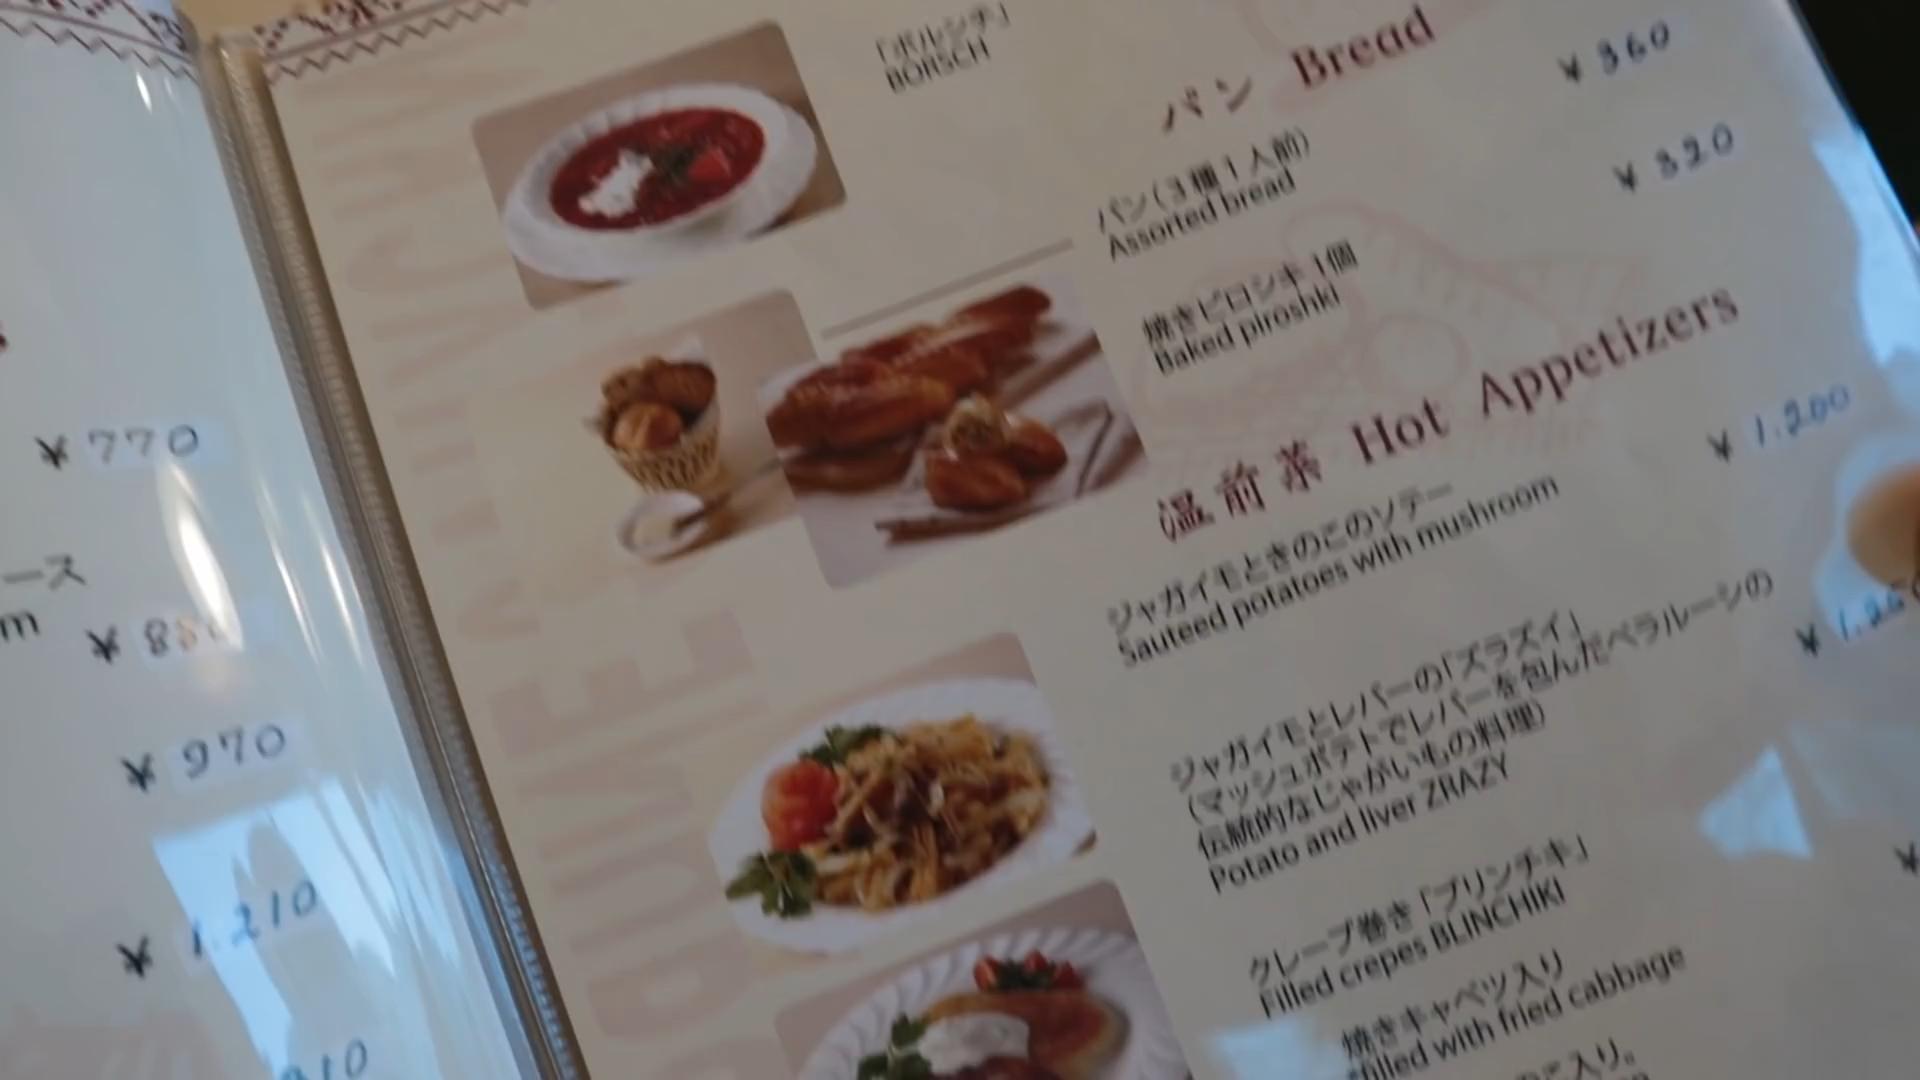 ¥770
ース
m
¥970
¥1.210
「ボルシチ」
BORSCH
パン Bread
パン(3種1人前)
Assorted bread
¥360
焼きピロシキ 1個
Baked piroshki
¥320
温前菜 Hot Appetizers
ジャガイモときのこのソテー
Sauteed potatoes with mushroom
¥1.200
ジャガイモとレバーの「ズラズイ」
(マッシュポテトでレバーを包んだベラルーシの
伝統的なじゃがいもの料理)
Potato and liver ZRAZY
クレープ巻き「ブリンチキ」
Filled crepes BLINCHIKI
焼きキャベツ入り
filled with fried cabbage